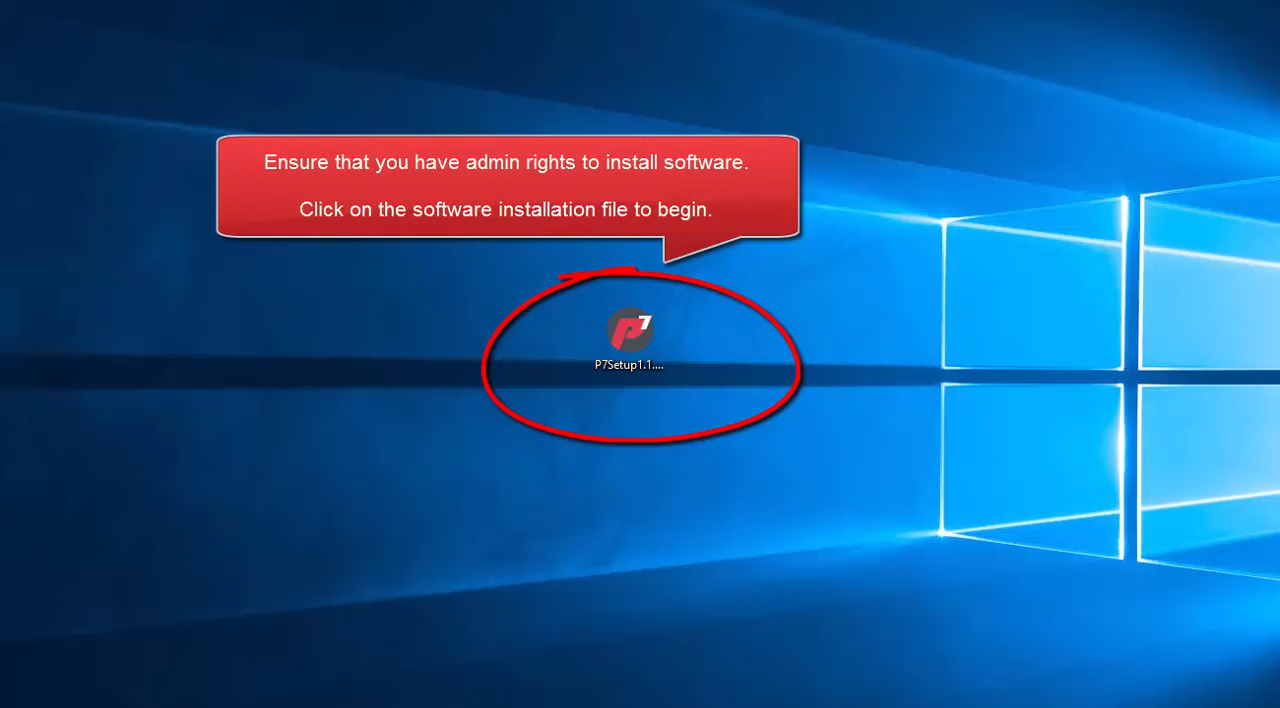 Ensure that you have admin rights to install software.
Click on the software installation file to begin.
P7
P7Setup1.1....